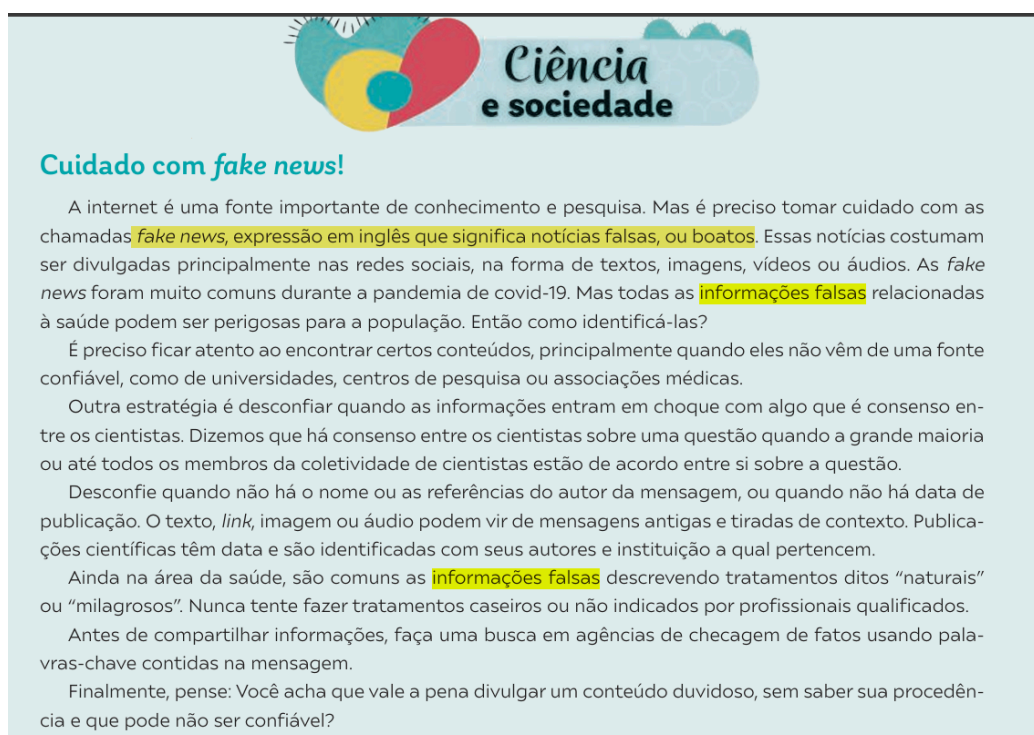 Ciência
e sociedade
Cuidado com fake news!
A internet é uma fonte importante de conhecimento e pesquisa. Mas é preciso tomar cuidado com as
chamadas fake news, expressão em inglês que significa notícias falsas, ou boatos. Essas notícias costumam
ser divulgadas principalmente nas redes sociais, na forma de textos, imagens, vídeos ou áudios. As fake
news foram muito comuns durante a pandemia de covid-19. Mas todas as informações falsas relacionadas
à saúde podem ser perigosas para a população. Então como identificá-las?
É preciso ficar atento ao encontrar certos conteúdos, principalmente quando eles não vêm de uma fonte
confiável, como de universidades, centros de pesquisa ou associações médicas.
Outra estratégia é desconfiar quando as informações entram em choque com algo que é consenso en-
tre os cientistas. Dizemos que há consenso entre os cientistas sobre uma questão quando a grande maioria
ou até todos os membros da coletividade de cientistas estão de acordo entre si sobre a questão.
Desconfie quando não há o nome ou as referências do autor da mensagem, ou quando não há data de
publicação. O texto, link, imagem ou áudio podem vir de mensagens antigas e tiradas de contexto. Publica-
ções científicas têm data e são identificadas com seus autores e instituição a qual pertencem.
Ainda na área da saúde, são comuns as informações falsas descrevendo tratamentos ditos “naturais”
ou “milagrosos”. Nunca tente fazer tratamentos caseiros ou não indicados por profissionais qualificados.
Antes de compartilhar informações, faça uma busca em agências de checagem de fatos usando pala-
vras-chave contidas na mensagem.
Finalmente, pense: Você acha que vale a pena divulgar um conteúdo duvidoso, sem saber sua procedên-
cia e que pode não ser confiável?